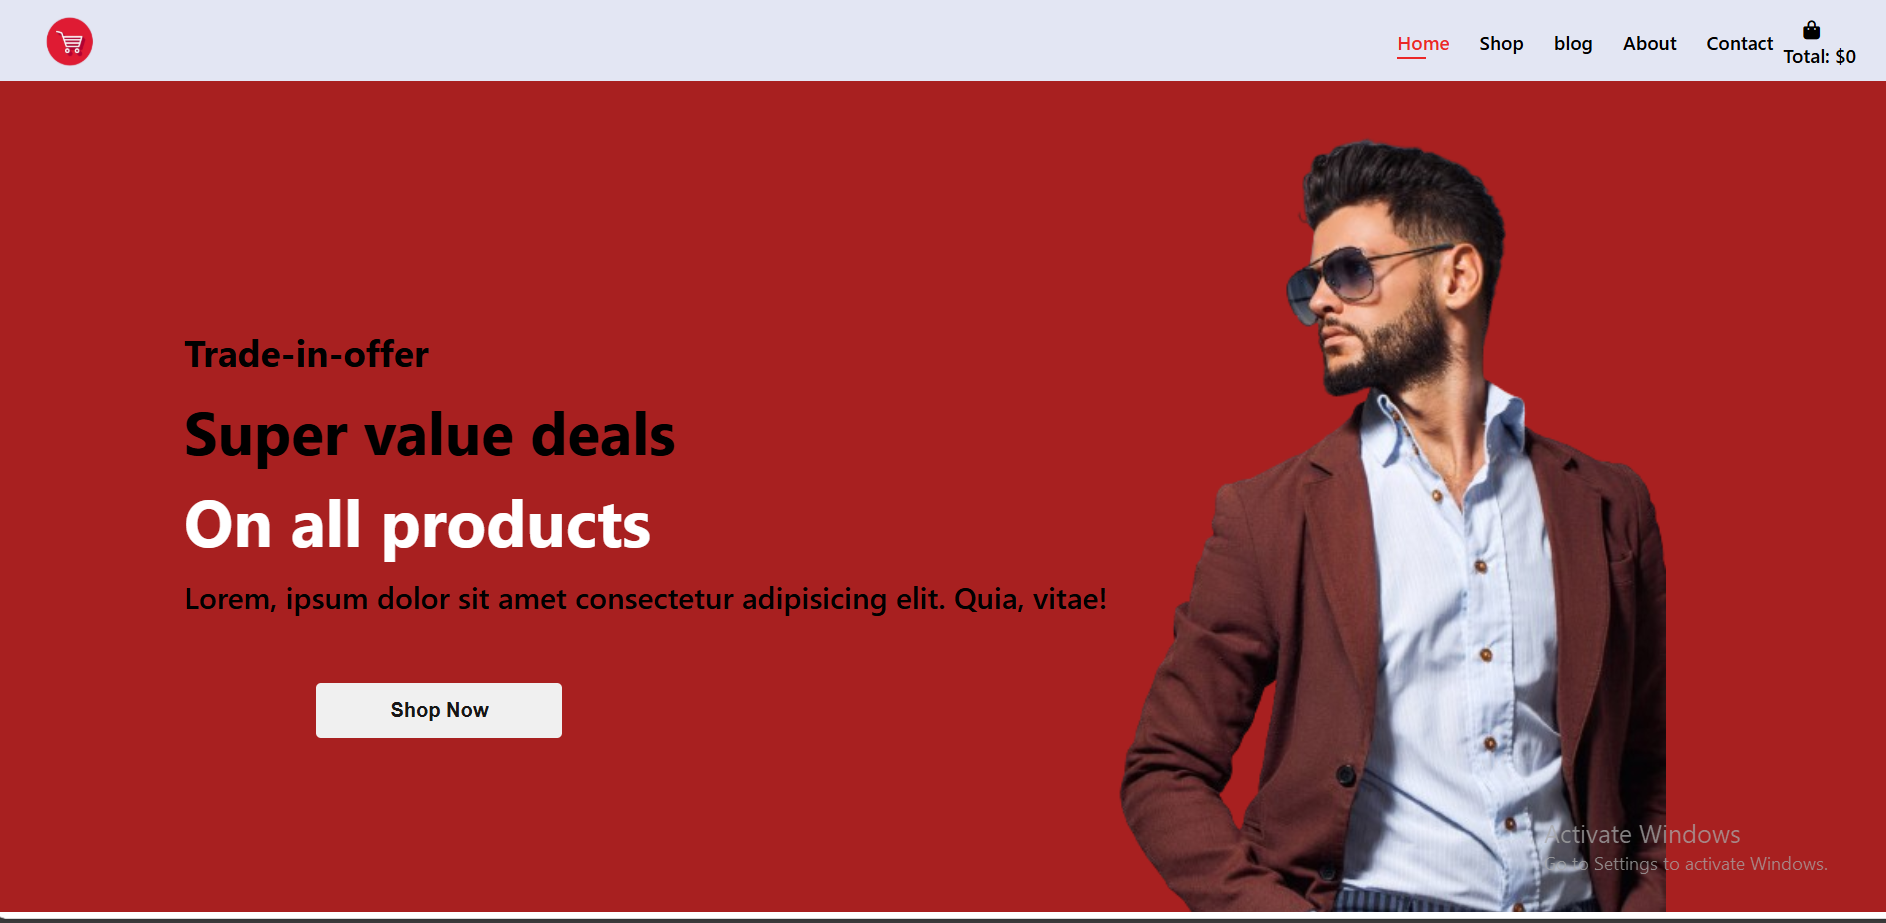 Home Shop blog About Contact
Total: $0
Trade-in-offer
Super value deals
On all products
Lorem, ipsum dolor sit amet consectetur adipisicing elit. Quia, vitae!
Shop Now
Activate Windows
Go to Settings to activate Windows.